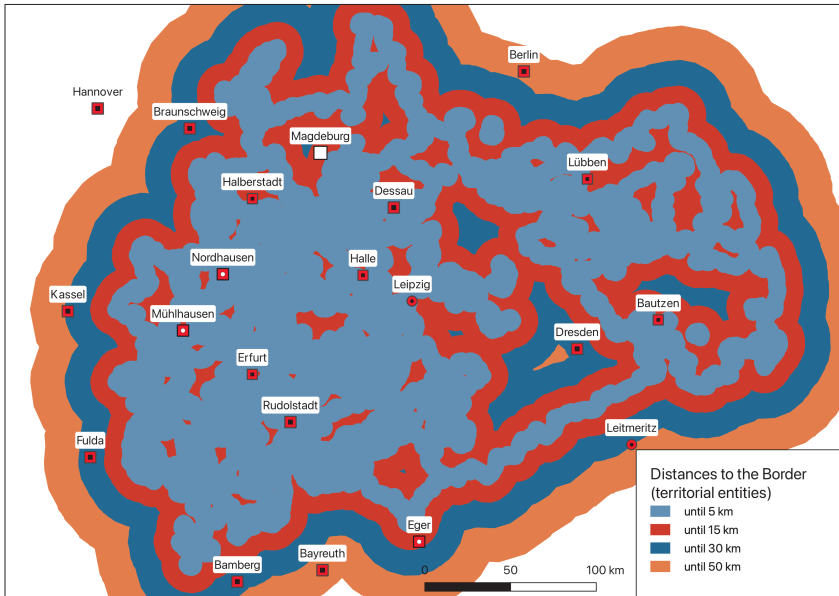 Berlin
Hannover
Braunschweig
Magdeburg
Lübben
Halberstadt
Dessau
Nordhausen
Halle
Leipzig
Kassel
Mühlhausen
Bautzen
Dresden
Erfurt
Rudolstadt
Leitmeritz
Fulda
Eger
Bayreuth
Bamberg
0 50 100 km
Distances to the Border
(territorial entities)
until 5 km
until 15 km
until 30 km
until 50 km